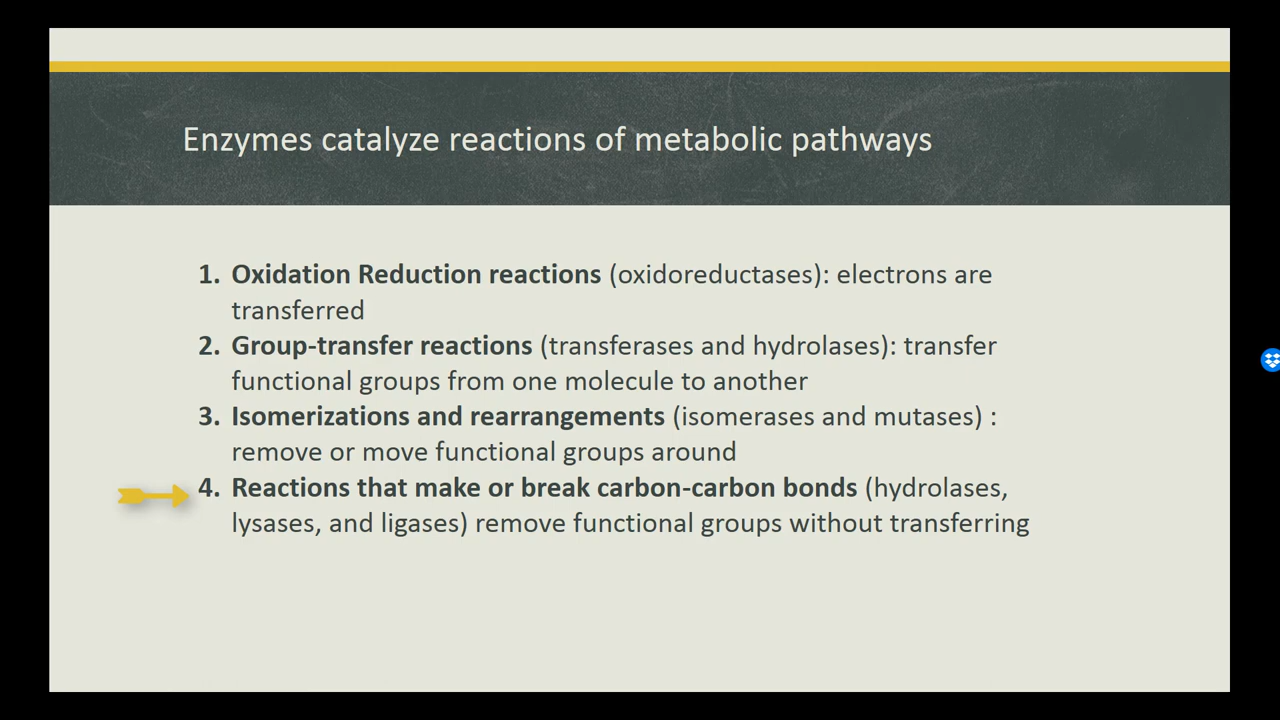 Enzymes catalyze reactions of metabolic pathways
1. Oxidation Reduction reactions (oxidoreductases): electrons are
transferred
2. Group-transfer reactions (transferases and hydrolases): transfer
functional groups from one molecule to another
3. Isomerizations and rearrangements (isomerases and mutases) :
remove or move functional groups around
4. Reactions that make or break carbon-carbon bonds (hydrolases,
lysases, and ligases) remove functional groups without transferring